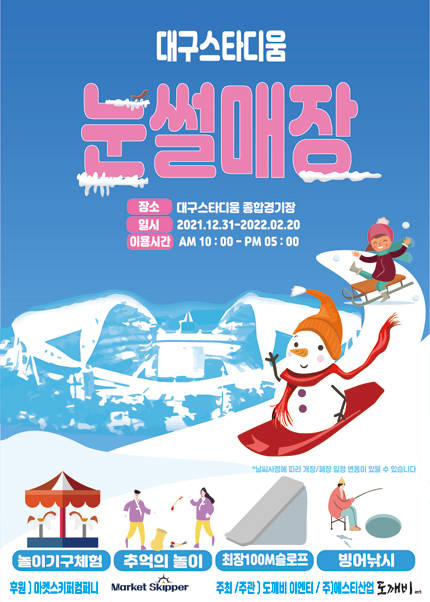 대구스타디움
눈썰매장
장소 대구스타디움 종합경기장
일시 2021.12.31~2022.02.20
이용시간 AM 10 : 00 - PM 05 : 00
*날씨사정에 따라 개장/폐장 일정 변동이 있을 수 있습니다
놀이기구체험 추억의 놀이 최장100M슬로프 빙어낚시
후원 ) 마켓스키퍼컴퍼니 Market Skipper 주최 /주관 ) 도깨비 이엔티 / 주)에스티산업 도깨비